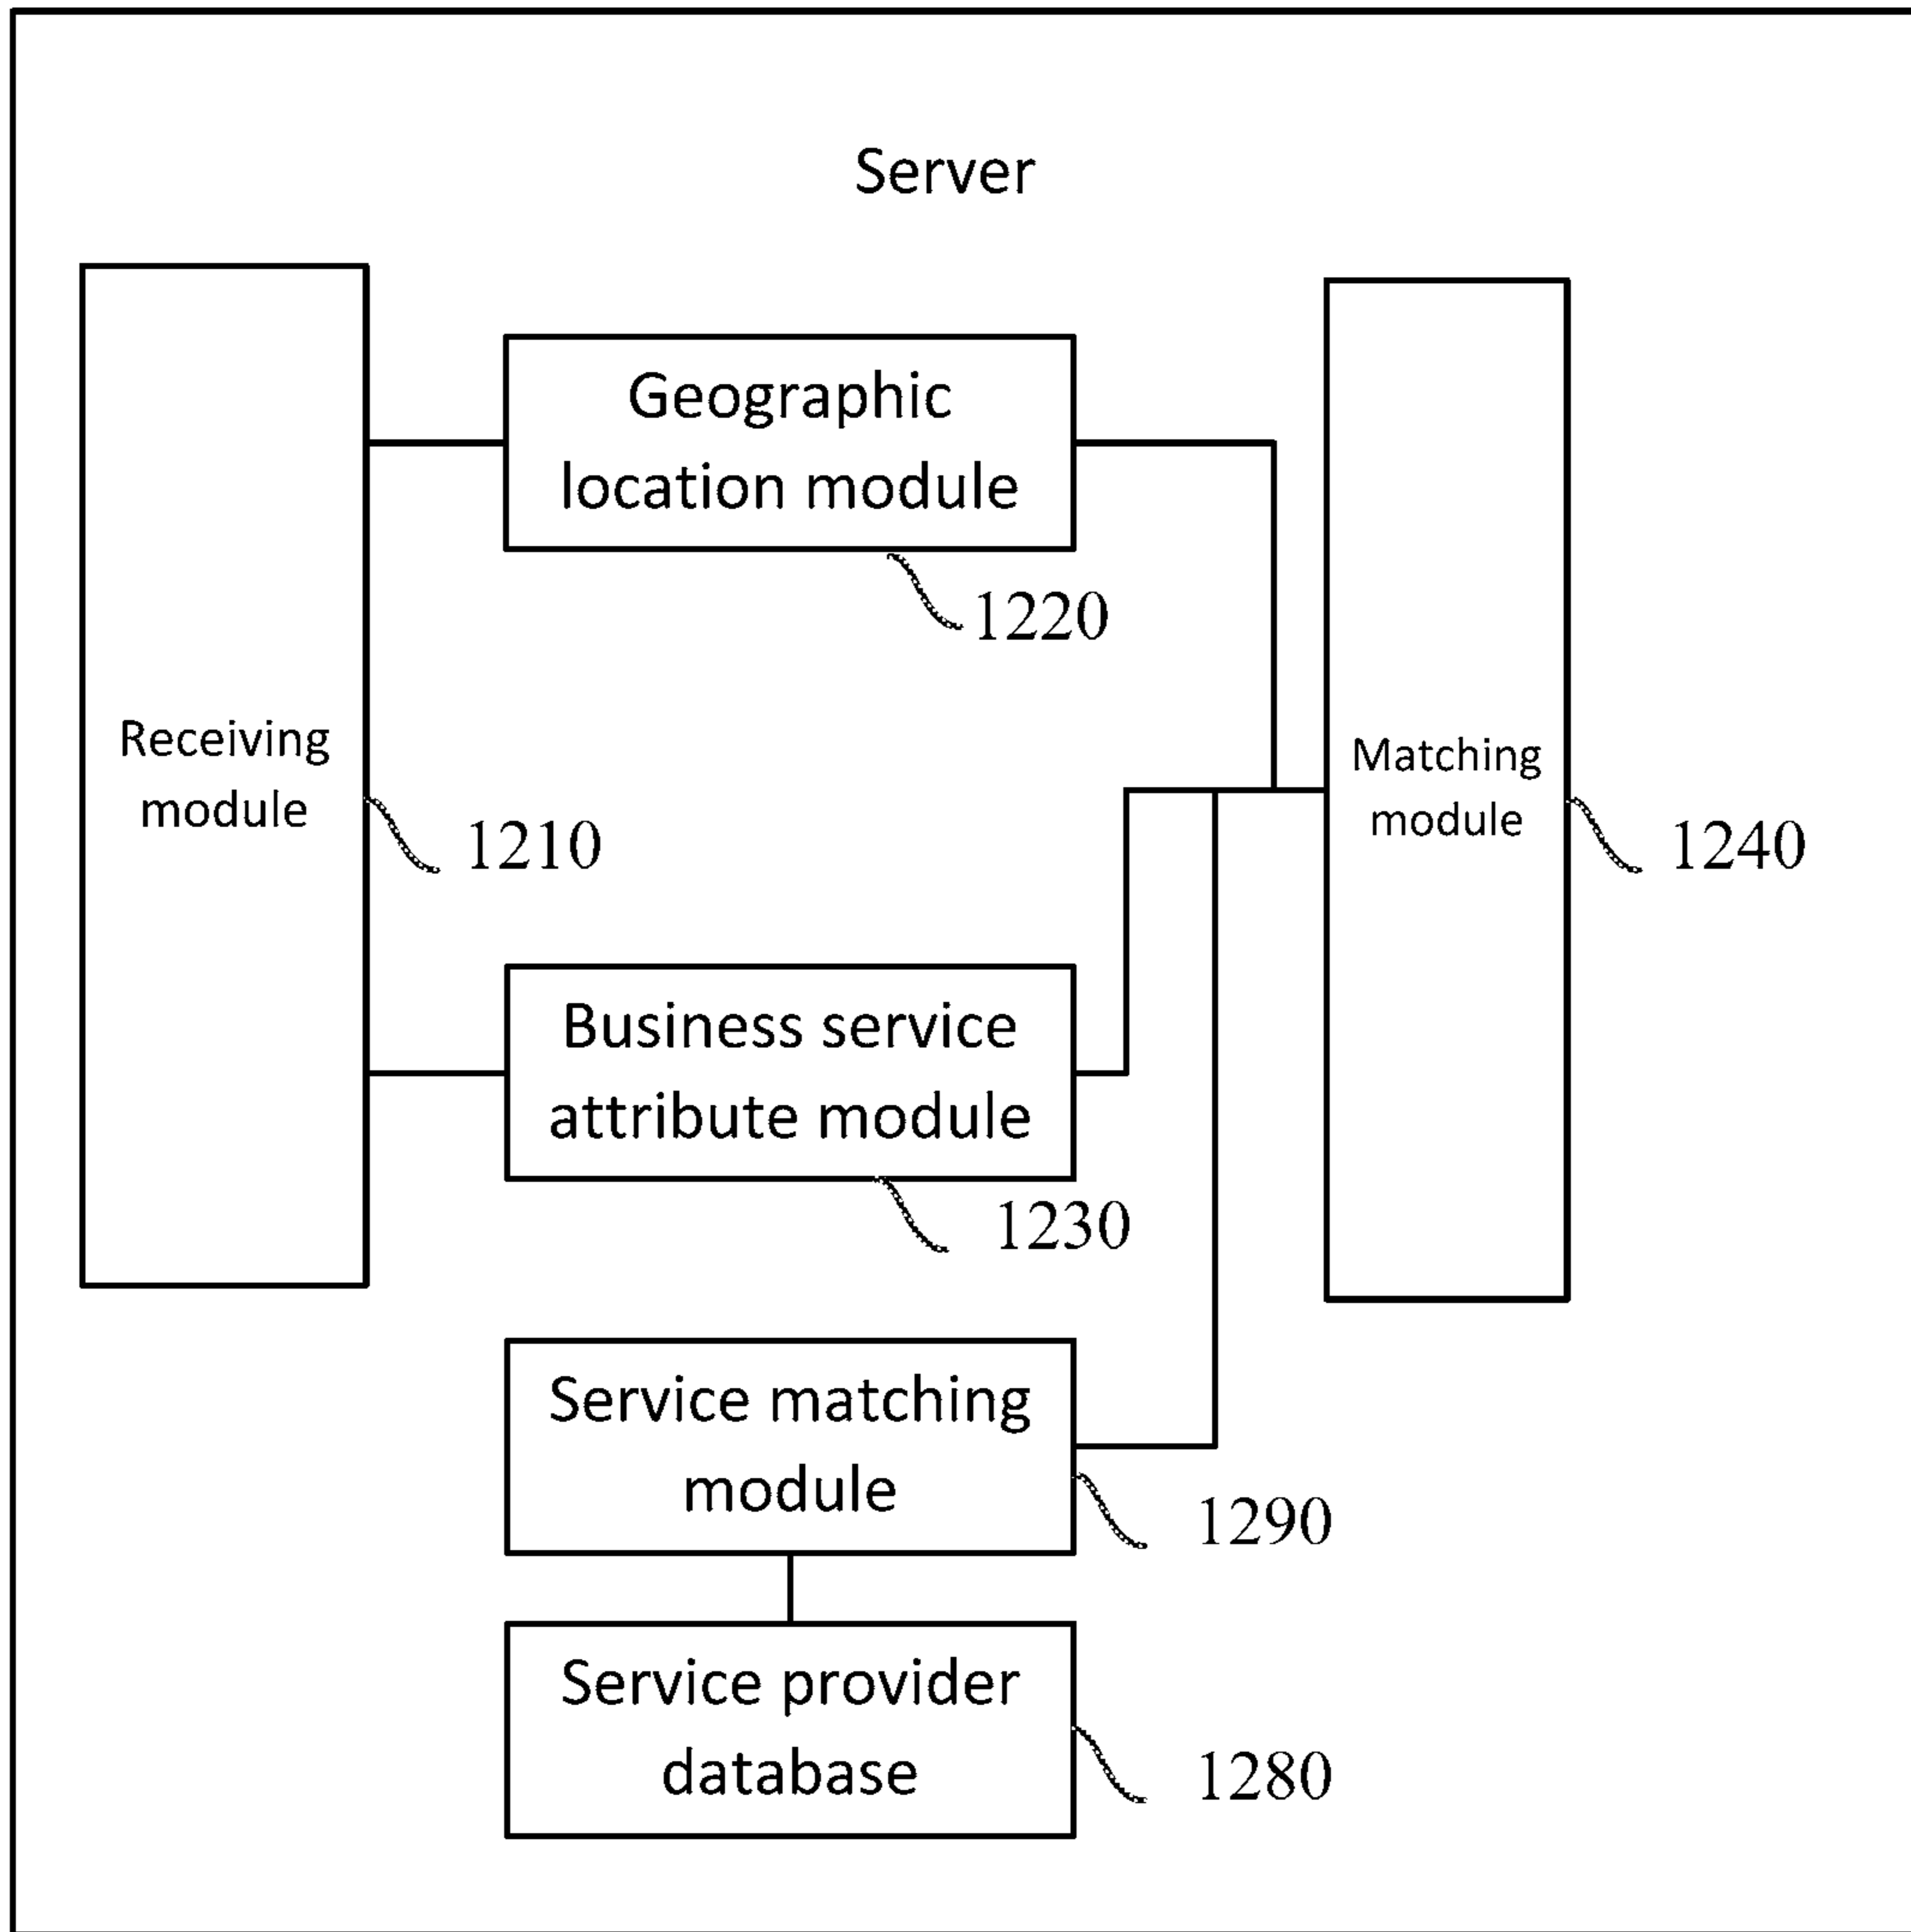 Server
Geographic
location module
1220
Receiving
module
1210
Matching
module
1240
Business service
attribute module
1230
Service matching
module
1290
Service provider
database
1280